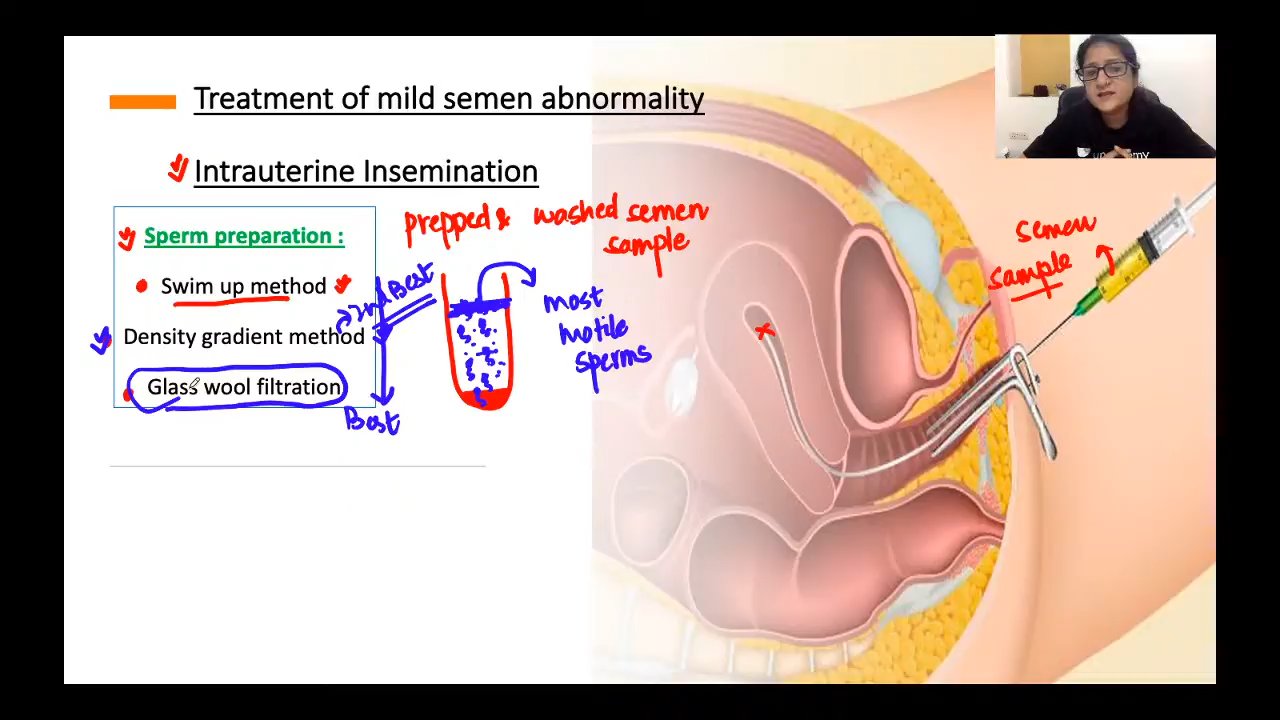 Treatment of mild semen abnormality
Intrauterine Insemination
Sperm preparation :
Swim up method
Density gradient method
Glass wool filtration
prepped & washed semen
sample
2nd Best
Best
most
motile
sperms
semen
sample